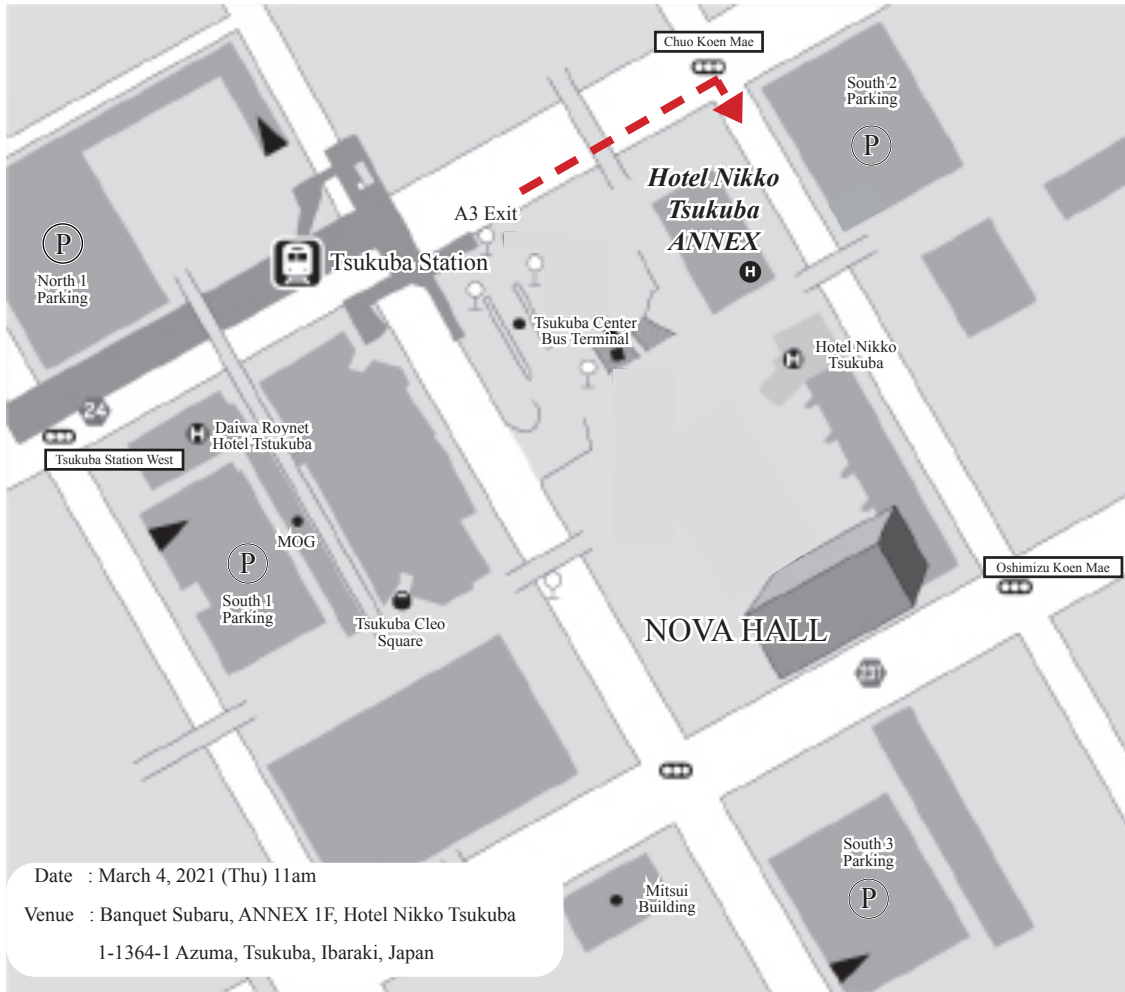 Chuo Koen Mae
South 2
Parking
P
Hotel Nikko
Tsukuba
ANNEX
H
A3 Exit
Tsukuba Station
P
North 1
Parking
Tsukuba Center
Bus Terminal
Hotel Nikko
Tsukuba
H
24
Daiwa Roynet
Hotel Tstukuba
H
Tsukuba Station West
MOG
P
South 1
Parking
Tsukuba Cleo
Square
Oshimizu Koen Mae
NOVA HALL
South 3
Parking
P
Mitsui
Building
Date : March 4, 2021 (Thu) 11am
Venue : Banquet Subaru, ANNEX 1F, Hotel Nikko Tsukuba
1-1364-1 Azuma, Tsukuba, Ibaraki, Japan